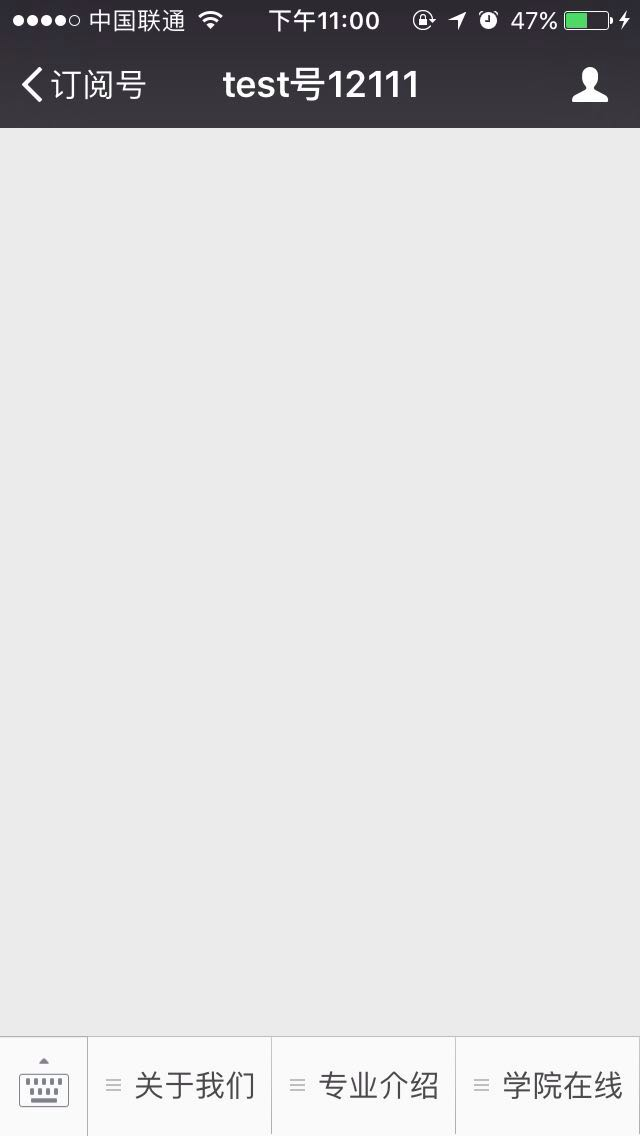 中国联通 下午11:00 47%
订阅号 test号12111
关于我们 专业介绍 学院在线